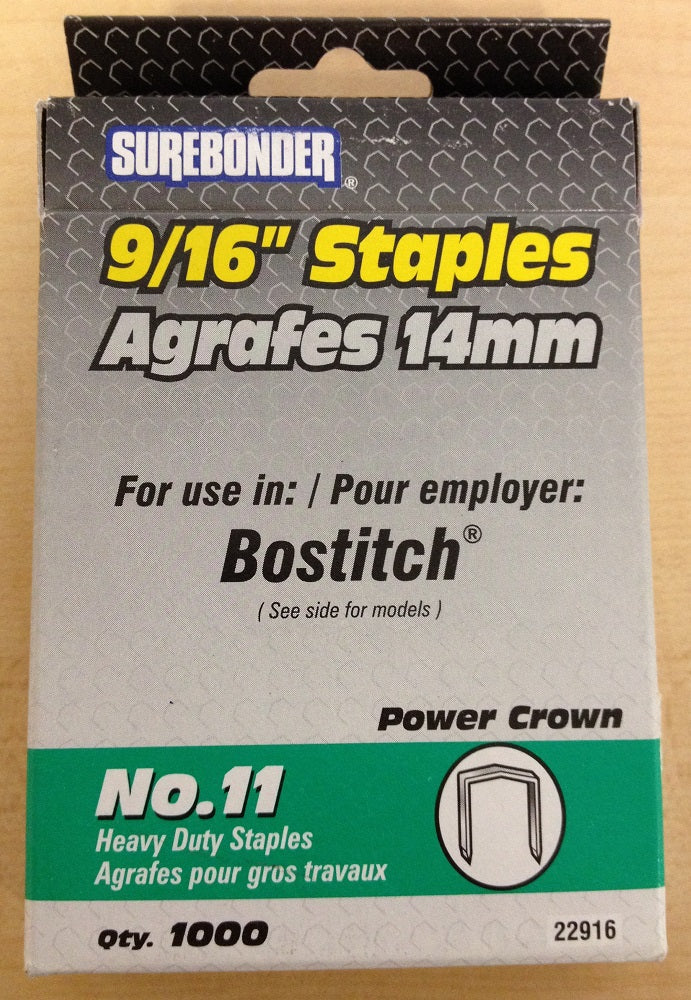 SUREBONDER®
9/16" Staples
Agrafes 14mm
For use in: / Pour employer:
Bostitch®
( See side for models )
Power Crown
No.11
Heavy Duty Staples
Agrafes pour gros travaux
Qty. 1000
22916